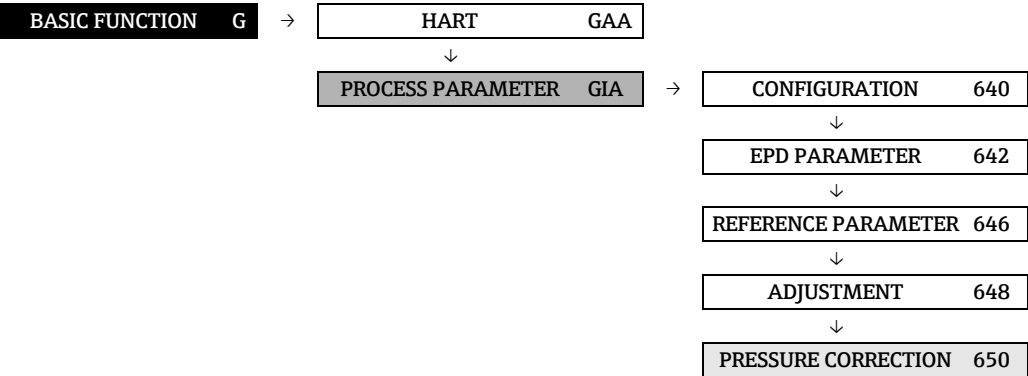 BASIC FUNCTION G → HART GAA
↓
PROCESS PARAMETER GIA → CONFIGURATION 640
↓
EPD PARAMETER 642
↓
REFERENCE PARAMETER 646
↓
ADJUSTMENT 648
↓
PRESSURE CORRECTION 650